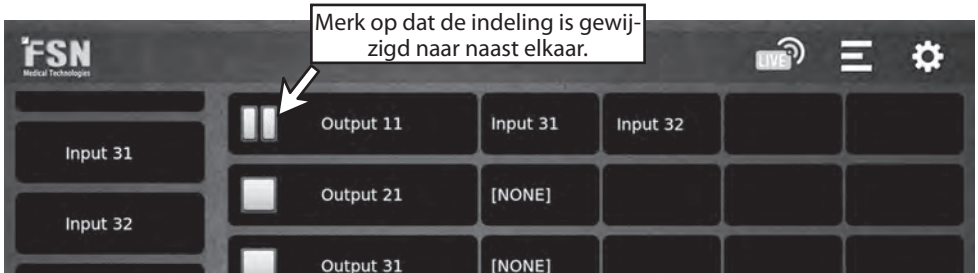 Merk op dat de indeling is gewij-
zigd naar naast elkaar.
FSN
Medical Technologies
LIVE
Output 11 Input 31 Input 32
Input 31
Output 21 [NONE]
Input 32
Output 31 [NONE]